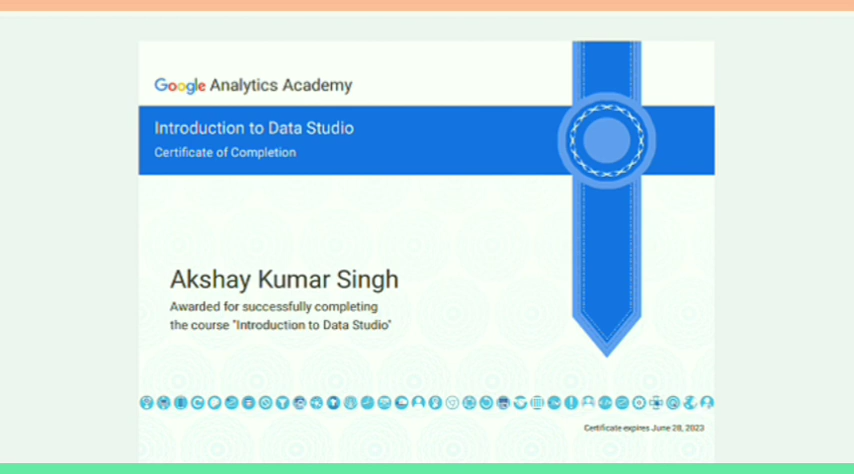 Google Analytics Academy
Introduction to Data Studio
Certificate of Completion
Akshay Kumar Singh
Awarded for successfully completing
the course "Introduction to Data Studio"
Certificate expires June 28, 2023